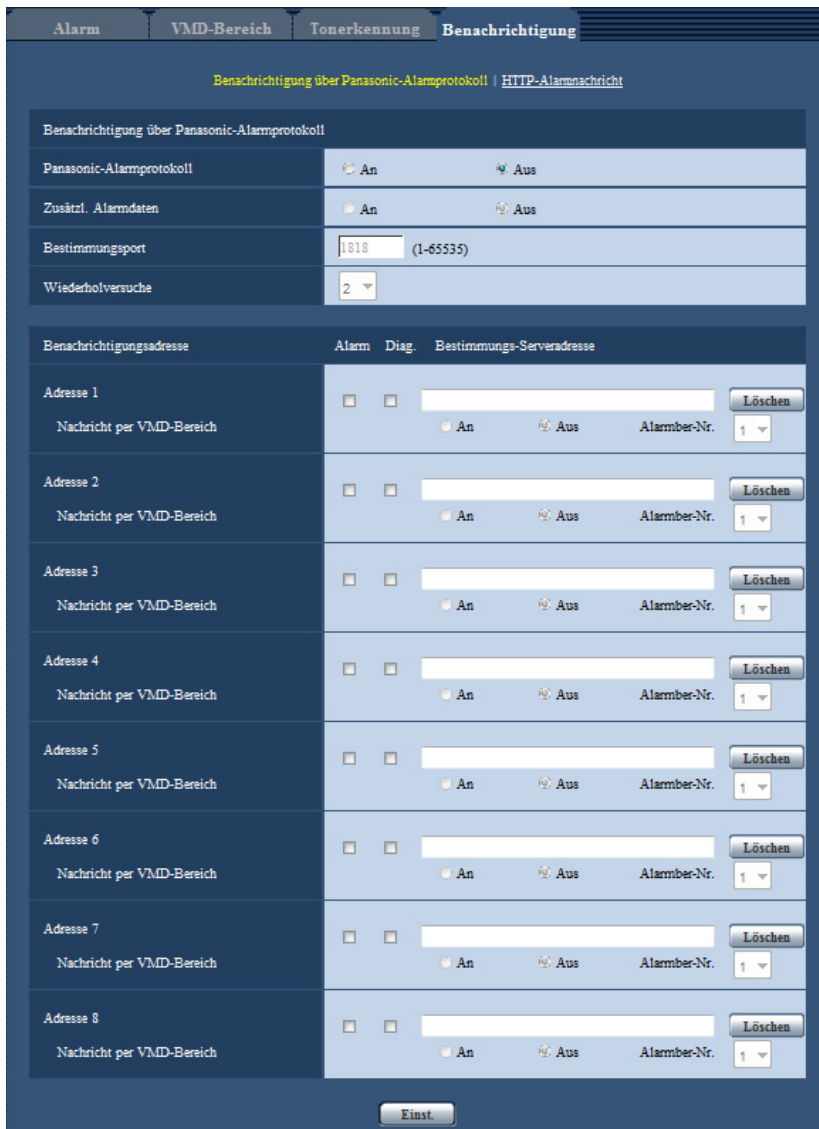 Alarm VMD-Bereich Tonerkennung Benachrichtigung
Benachrichtigung über Panasonic-Alarmprotokoll | HTTP-Alarmnachricht
Benachrichtigung über Panasonic-Alarmprotokoll
Panasonic-Alarmprotokoll An Aus
Zusätzl. Alarmdaten An Aus
Bestimmungsport 1818 (1-65535)
Wiederholversuche 2
Benachrichtigungsadresse Alarm Diag. Bestimmungs-Serveradresse
Adresse 1 Löschen
Nachricht per VMD-Bereich An Aus Alarmber-Nr. 1
Adresse 2 Löschen
Nachricht per VMD-Bereich An Aus Alarmber-Nr. 1
Adresse 3 Löschen
Nachricht per VMD-Bereich An Aus Alarmber-Nr. 1
Adresse 4 Löschen
Nachricht per VMD-Bereich An Aus Alarmber-Nr. 1
Adresse 5 Löschen
Nachricht per VMD-Bereich An Aus Alarmber-Nr. 1
Adresse 6 Löschen
Nachricht per VMD-Bereich An Aus Alarmber-Nr. 1
Adresse 7 Löschen
Nachricht per VMD-Bereich An Aus Alarmber-Nr. 1
Adresse 8 Löschen
Nachricht per VMD-Bereich An Aus Alarmber-Nr. 1
Einst.